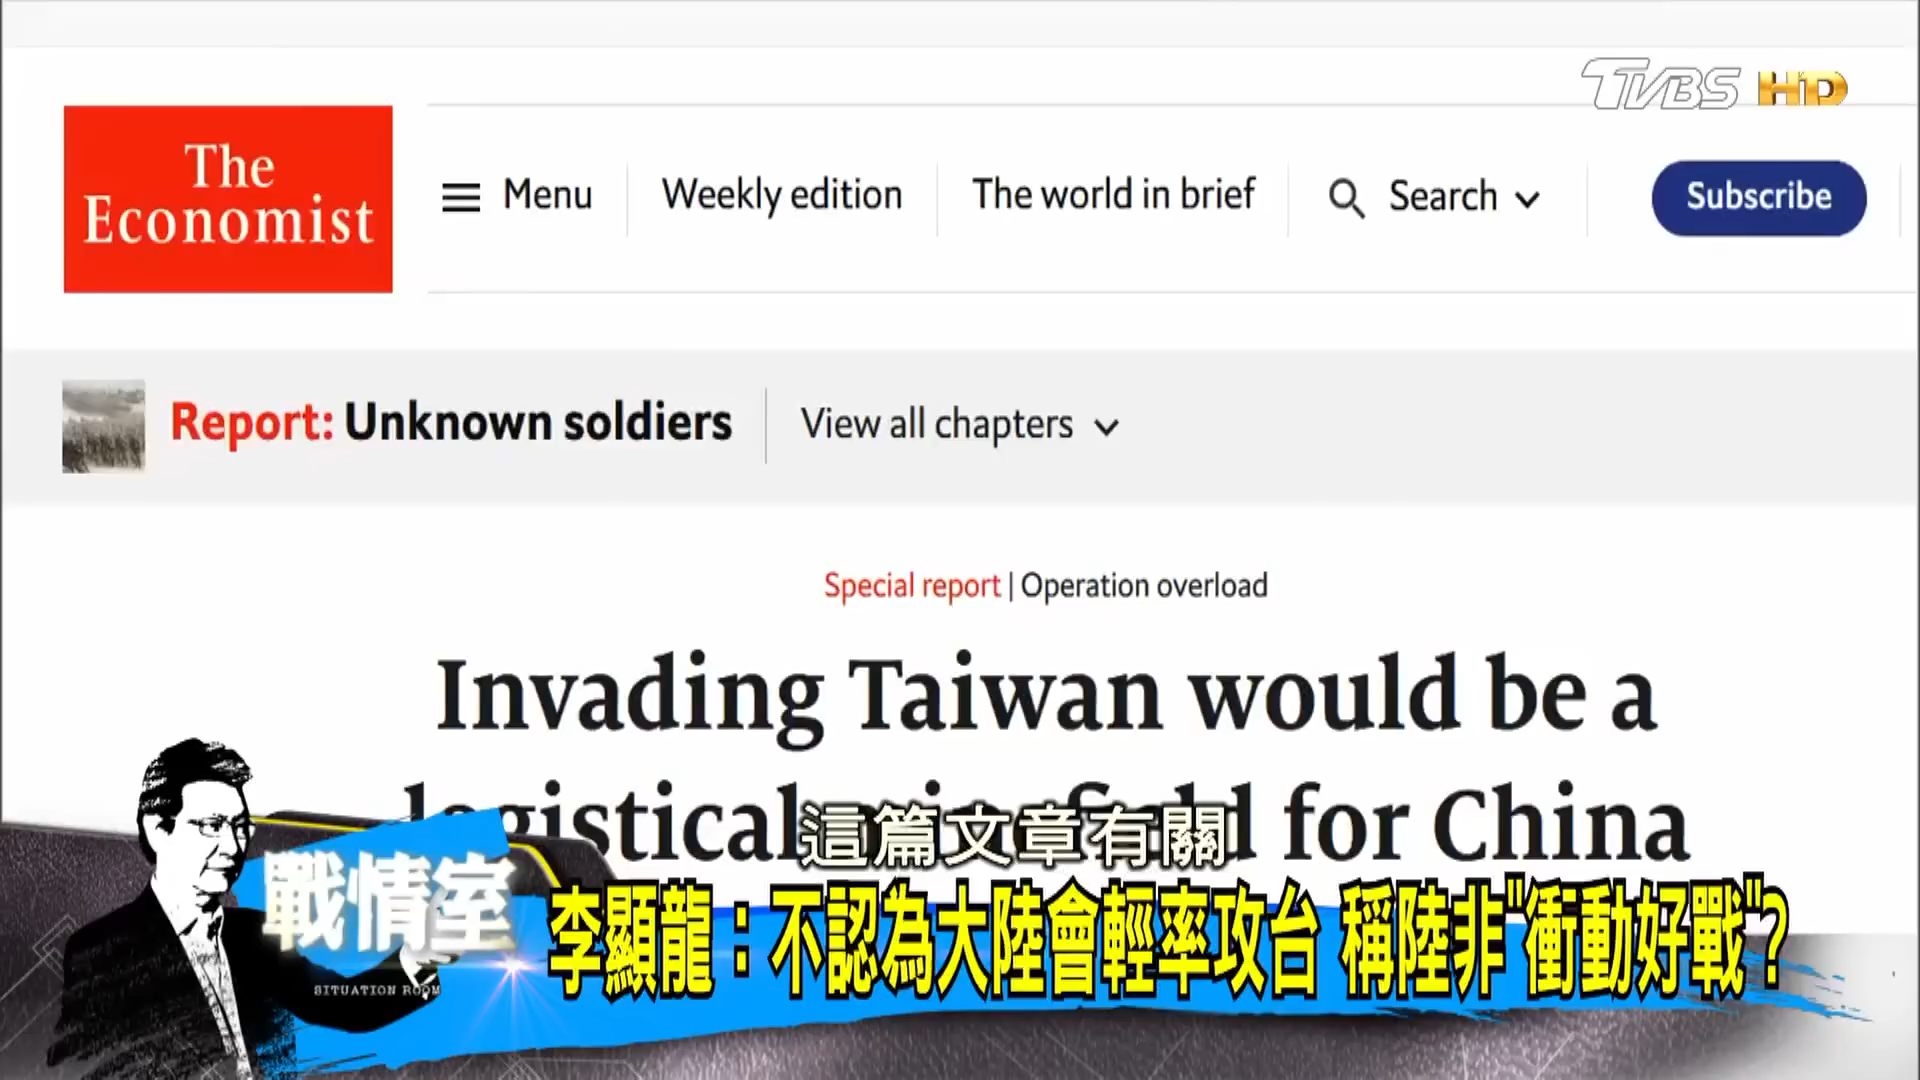 TVBS HD
The
Economist
Menu
Weekly edition
The world in brief
Search
Subscribe
Report: Unknown soldiers
View all chapters
Special report | Operation overload
Invading Taiwan would be a
logistical minefield for China
這篇文章有關
戰情室
SITUATION ROOM
李顯龍：不認為大陸會輕率攻台 稱陸非"衝動好戰"?